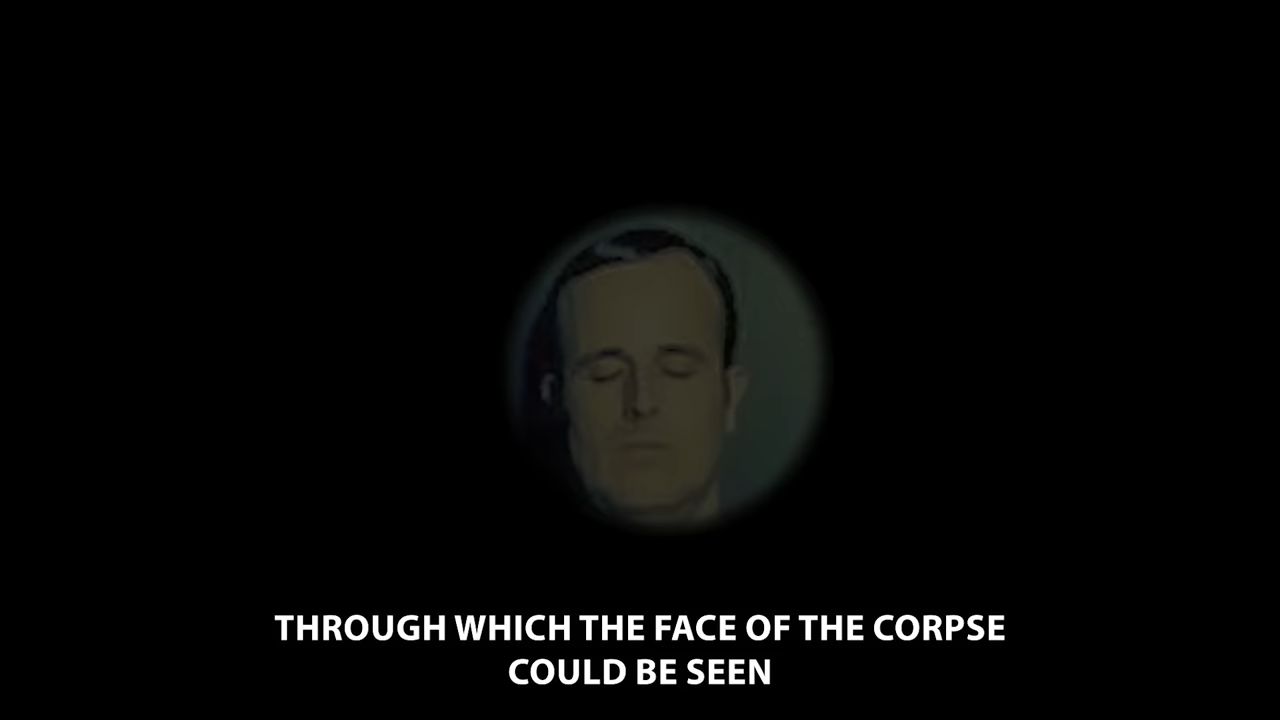 THROUGH WHICH THE FACE OF THE CORPSE
COULD BE SEEN